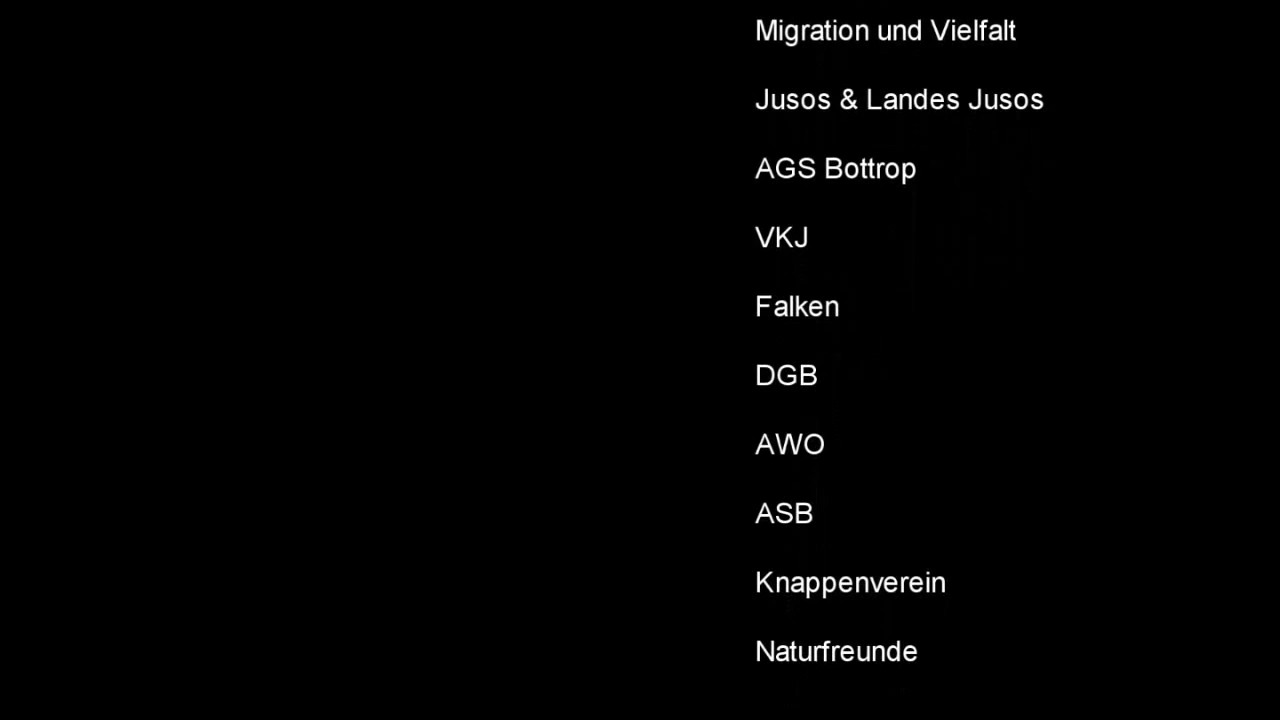 Migration und Vielfalt
Jusos & Landes Jusos
AGS Bottrop
VKJ
Falken
DGB
AWO
ASB
Knappenverein
Naturfreunde